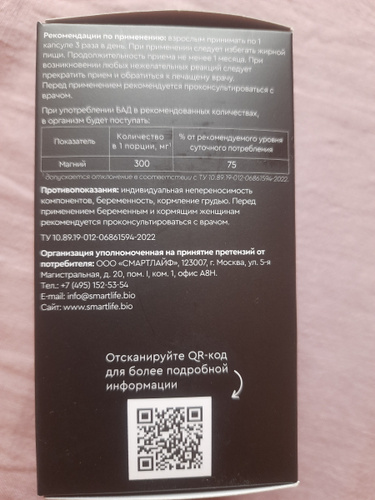 Рекомендации по применению: взрослым принимать по 1
капсуле 3 раза в день. При применении следует избегать жирной
пищи. Продолжительность приема не менее 1 месяца. При
возникновении любых нежелательных реакций следует
прекратить прием и обратиться к лечащему врачу.
Перед применением рекомендуется проконсультироваться с
врачом.
При употреблении БАД в рекомендованных количествах,
в организм будет поступать:
Показатель
Количество
в 1 порции, мг
% от рекомендуемого уровня
суточного потребления
Магний 300 75
Допускается отклонение в соответствии с ТУ 10.89.19-012-06861594-2022.
Противопоказания: индивидуальная непереносимость
компонентов, беременность, кормление грудью. Перед
применением беременным и кормящим женщинам
рекомендуется проконсультироваться с врачом.
ТУ 10.89.19-012-06861594-2022
Организация уполномоченная на принятие претензий от
потребителя: ООО «СМАРТЛАЙФ», 123007, г. Москва, ул. 5-я
Магистральная, д. 20, пом. I, ком. 1, офис А8Н.
Тел.: +7 (495) 152-53-54
E-mail: info@smartlife.bio
Сайт: www.smartlife.bio
Отсканируйте QR-код
для более подробной
информации